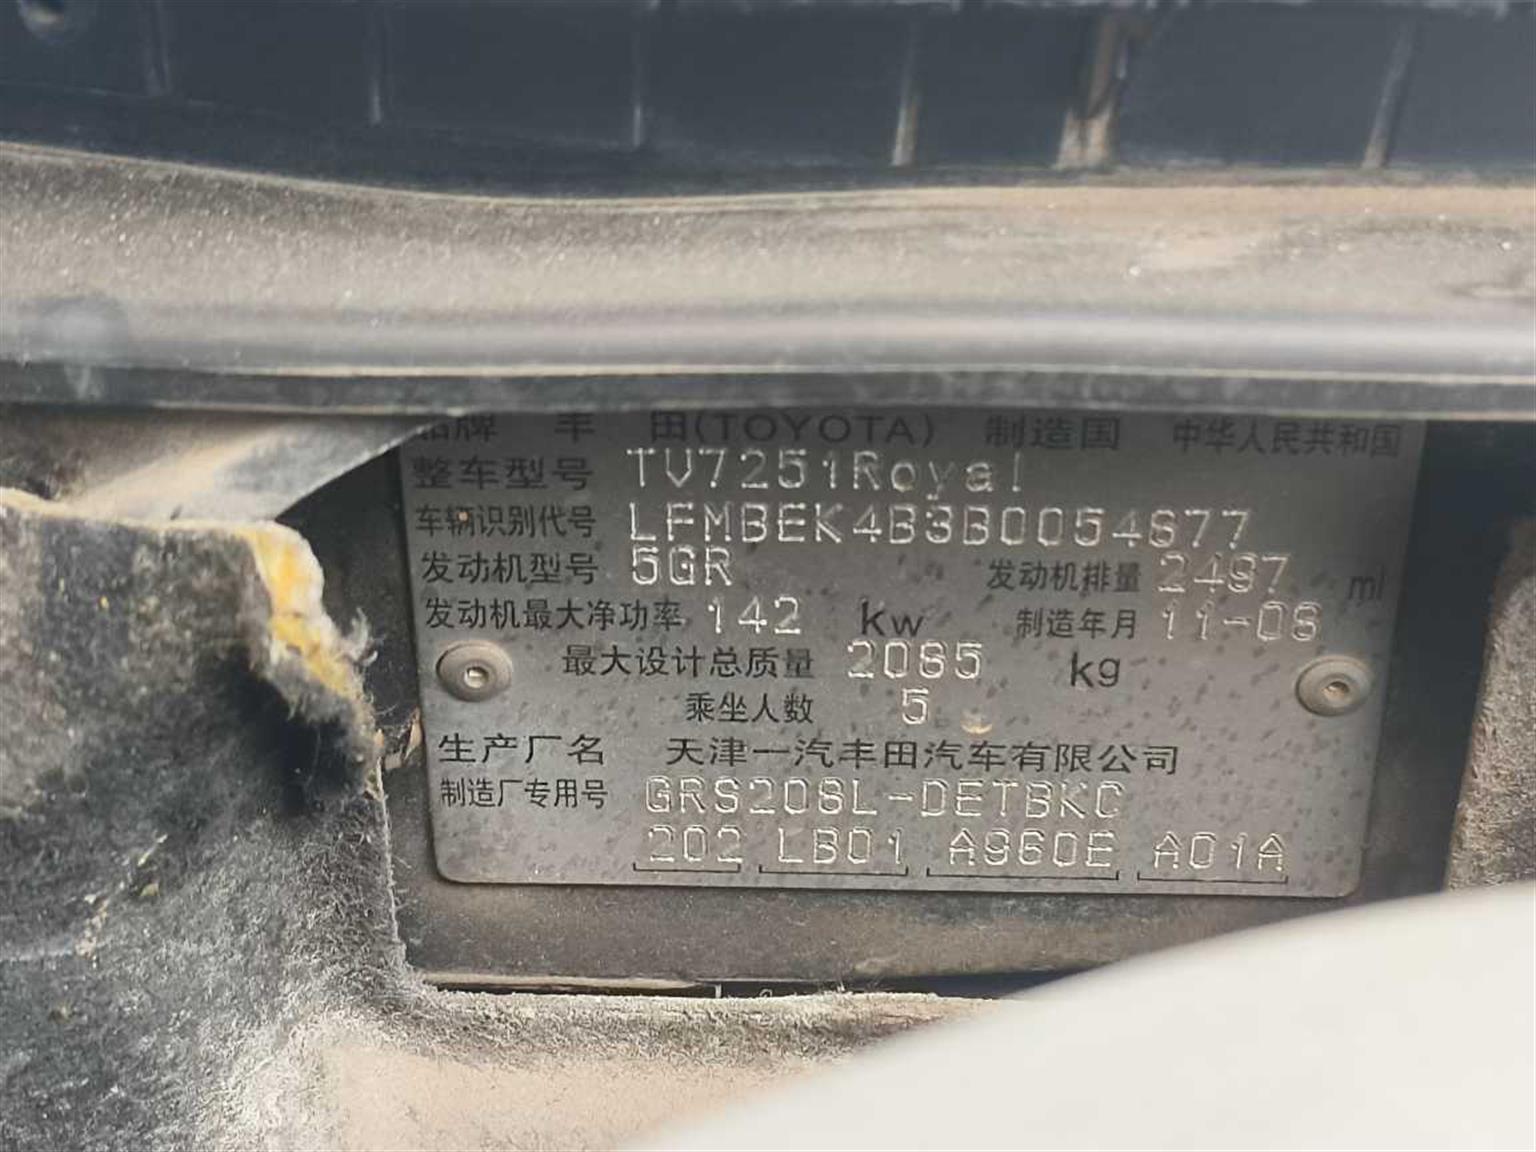 品牌 丰 田(TOYOTA) 制造国 中华人民共和国
整车型号 TV7251Royal
车辆识别代号 LFMBEK4B3B0054877
发动机型号 5GR 发动机排量 2497 ml
发动机最大净功率 142 kw 制造年月 11-08
最大设计总质量 2085 kg
乘坐人数 5
生产厂名 天津一汽丰田汽车有限公司
制造厂专用号 GRS208L-DETBKC
202 LB01 A960E A01A